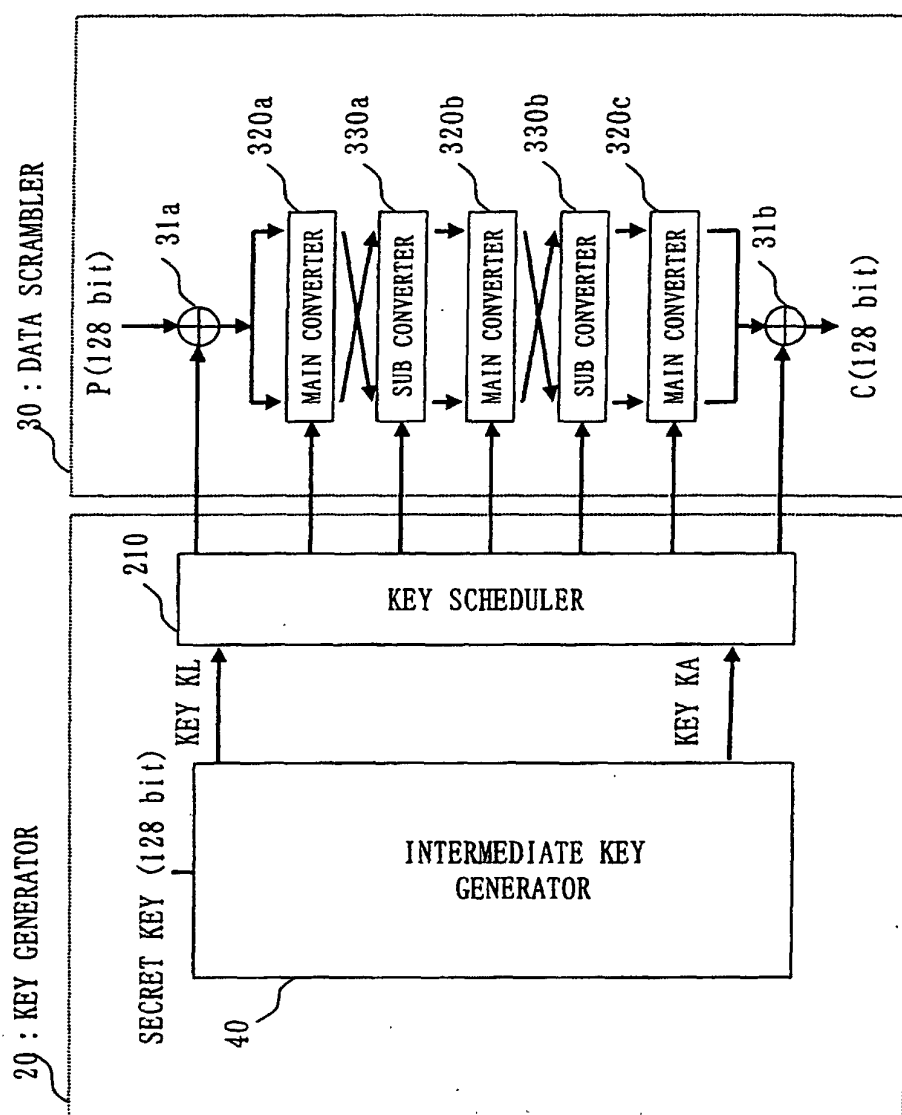 20 : KEY GENERATOR
SECRET KEY (128 bit)
40
INTERMEDIATE KEY
GENERATOR
KEY KL
KEY KA
210
KEY SCHEDULER
30 : DATA SCRAMBLER
P(128 bit)
31a
MAIN CONVERTER
320a
SUB CONVERTER
330a
MAIN CONVERTER
320b
SUB CONVERTER
330b
MAIN CONVERTER
320c
31b
C(128 bit)